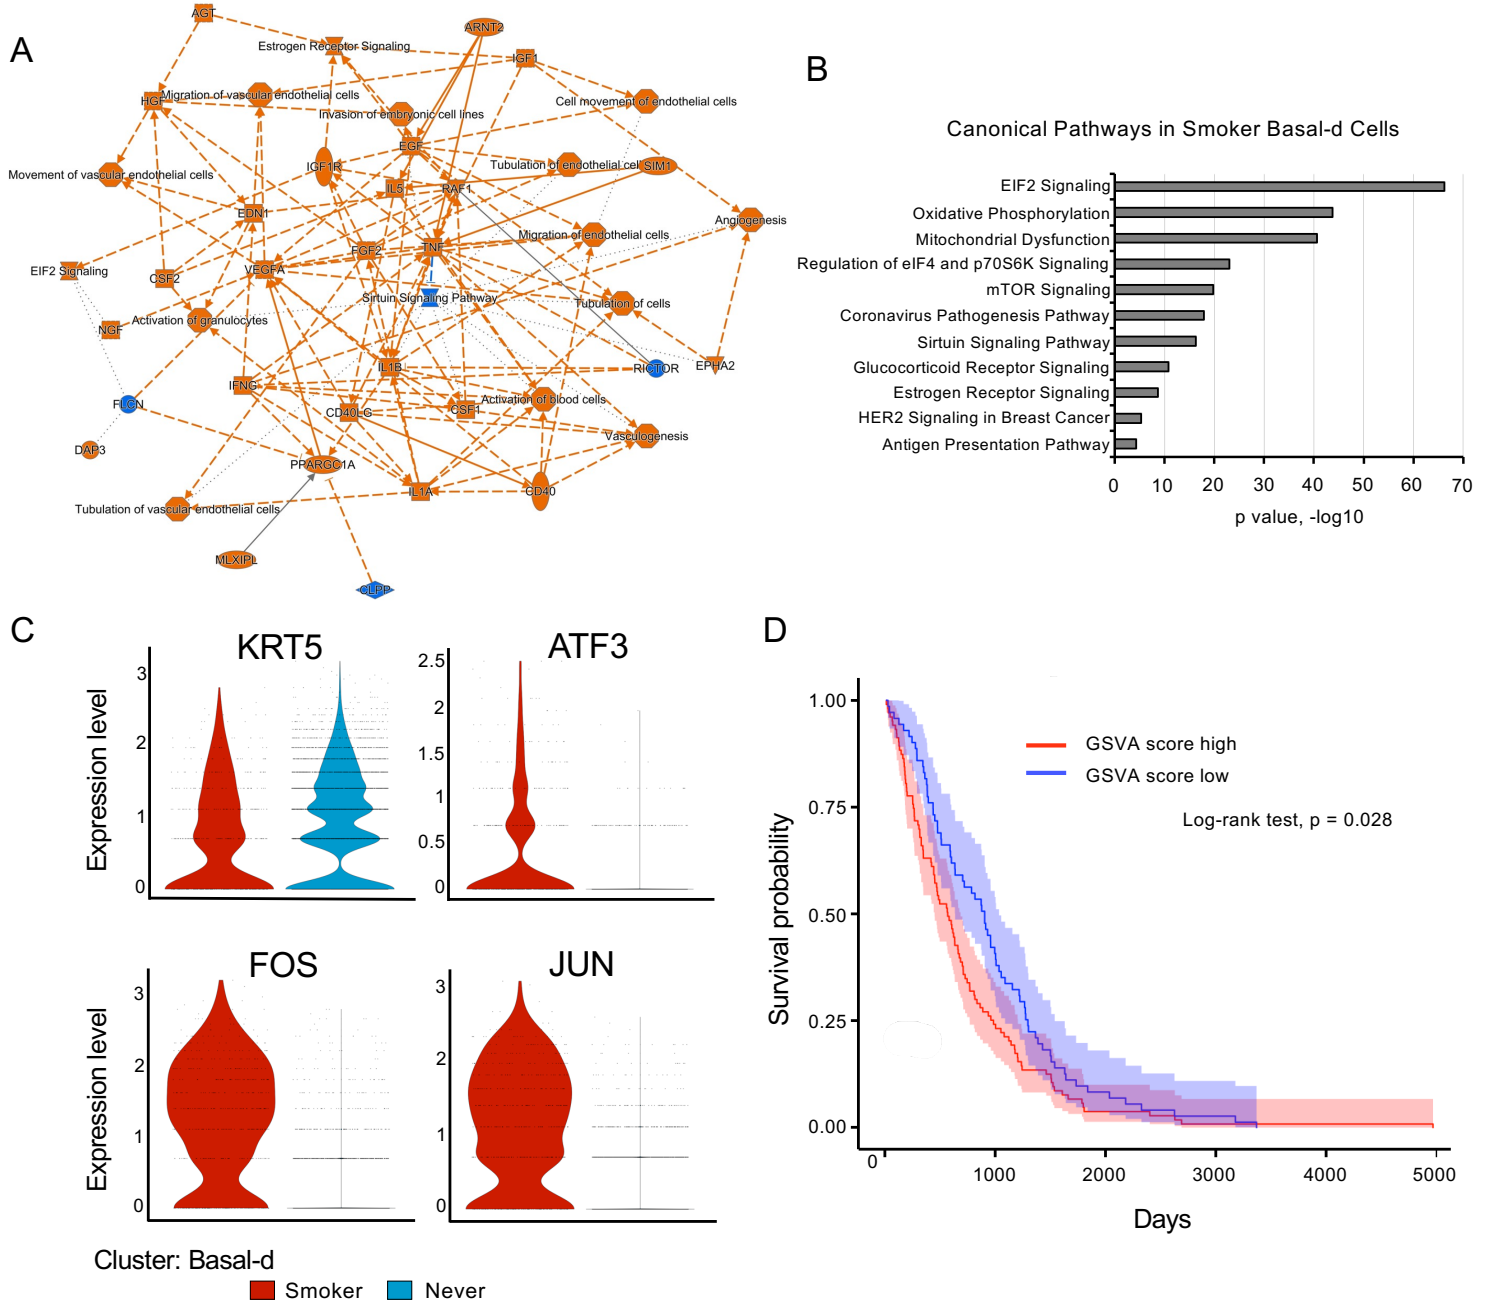 A
AGT
ARNT2
Estrogen Receptor Signaling
IGF1
HGF
Migration of vascular endothelial cells
Cell movement of endothelial cells
Invasion of embryonic cell lines
EGF
IGF1R
Tubulation of endothelial cel
SIM1
Movement of vascular endothelial cells
IL5
RAF1
EDN1
Angiogenesis
Migration of endothelial cells
FGF2
TNF
EIF2 Signaling
CSF2
VEGFA
Sirtuin Signaling Pathway
Tubulation of cells
NGF
Activation of granulocytes
IL1B
RICTOR
EPHA2
IFNG
FLCN
CD40LG
CSF1
Activation of blood cells
Vasculogenesis
DAP3
PPARGC1A
IL1A
CD40
Tubulation of vascular endothelial cells
MLXIPL
CLPP
B
Canonical Pathways in Smoker Basal-d Cells
EIF2 Signaling
Oxidative Phosphorylation
Mitochondrial Dysfunction
Regulation of eIF4 and p70S6K Signaling
mTOR Signaling
Coronavirus Pathogenesis Pathway
Sirtuin Signaling Pathway
Glucocorticoid Receptor Signaling
Estrogen Receptor Signaling
HER2 Signaling in Breast Cancer
Antigen Presentation Pathway
0 10 20 30 40 50 60 70
p value, -log10
C
KRT5
Expression level
3
2
1
0
ATF3
2.5
2
1.5
1
0.5
0
FOS
Expression level
3
2
1
0
JUN
3
2
1
0
Cluster: Basal-d
Smoker Never
D
Survival probability
1.00
0.75
0.50
0.25
0.00
GSVA score high
GSVA score low
Log-rank test, p = 0.028
0 1000 2000 3000 4000 5000
Days